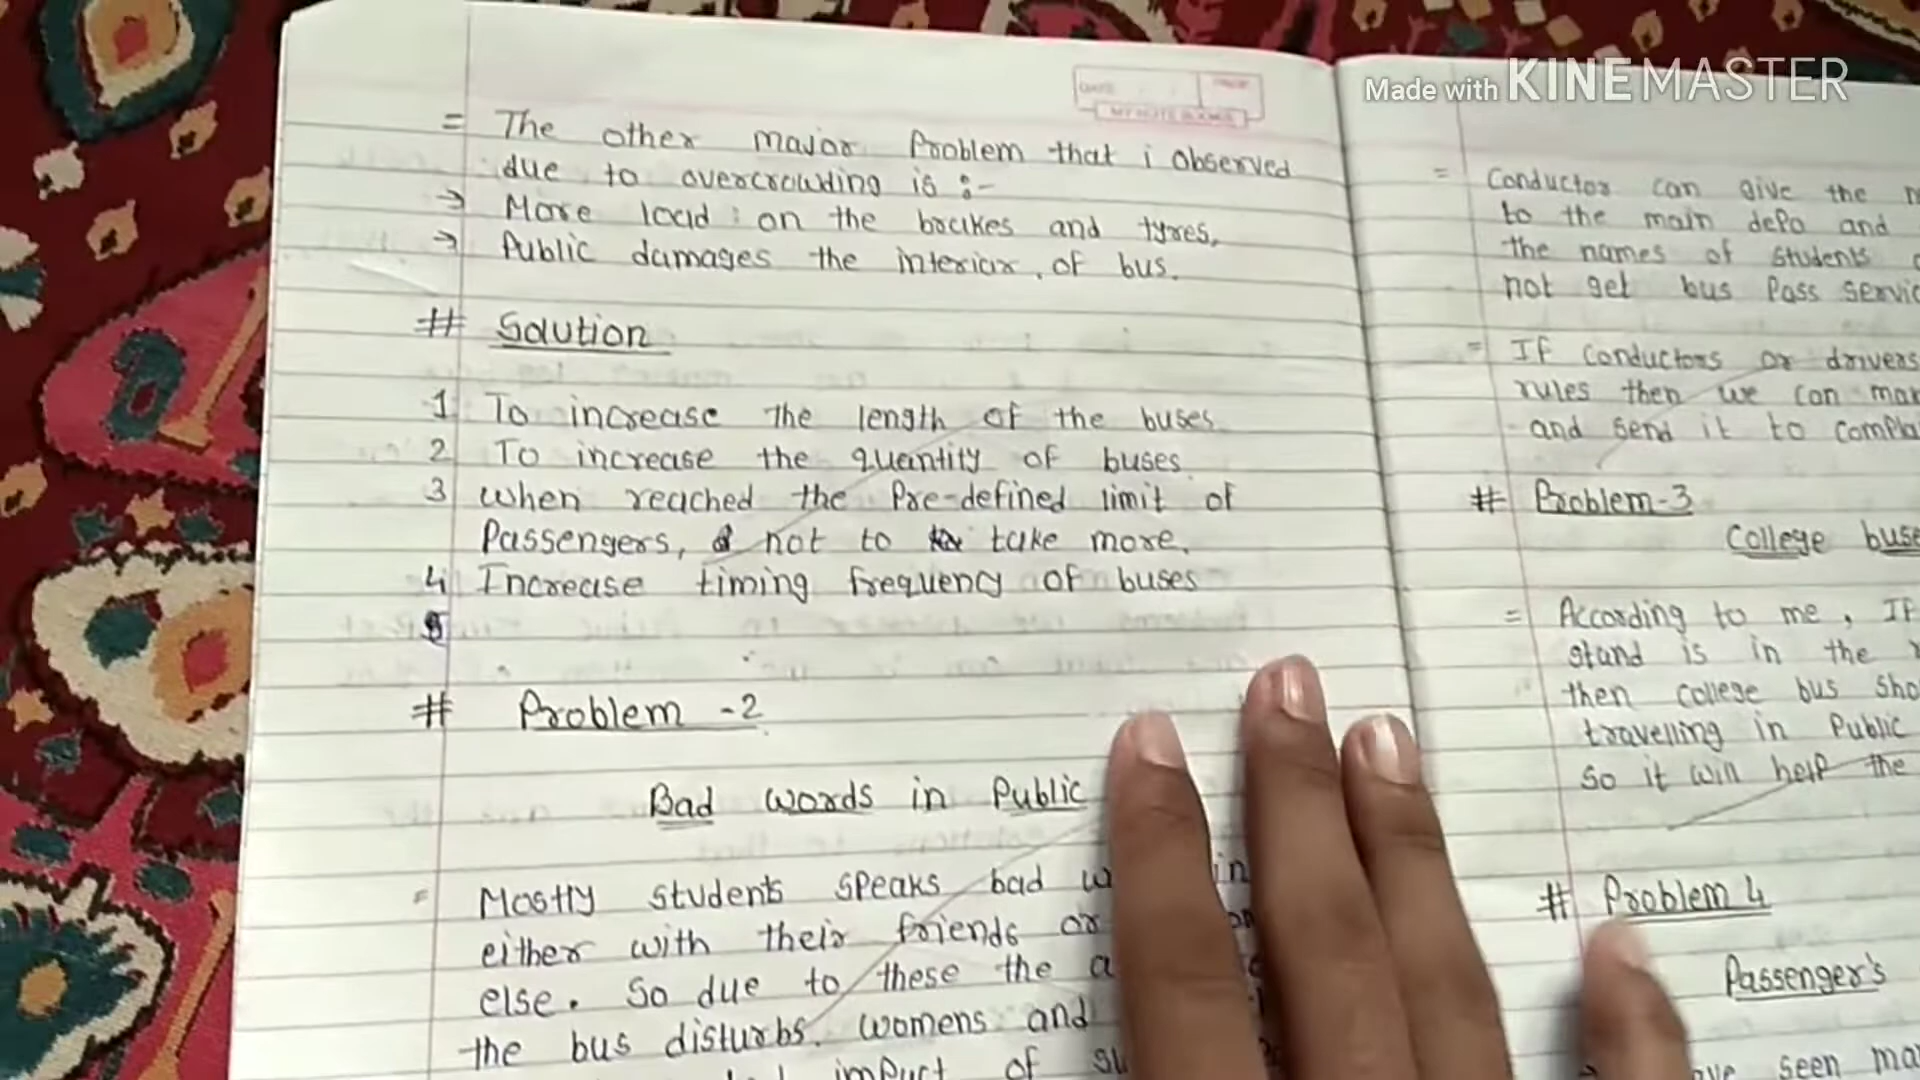 Made with KINEMASTER
DATE
PAGE
= The other major Problem that i observed
due to overcrowding is :-
→ More load on the brakes and tyres,
→ Public damages the interior of bus.
# Solution
1 To increase the length of the buses
2 To increase the quantity of buses
3 when reached the Pre-defined limit of
Passengers, not to take more.
4 Increase timing frequency of buses
5
# Problem -2
Bad words in Public
= Mostly students speaks bad in
either with their friends or
else. So due to these the
the bus disturbs. womens and
impact of
= Conductor can give the
to the main depo and
the names of students
not get bus Pass
= If conductors or drivers
rules then we can
and send it to
# Problem-3
College
= According to me, If
stand is in the
then college bus
travelling in Public
So it will help the
# Problem 4
Passenger's
seen